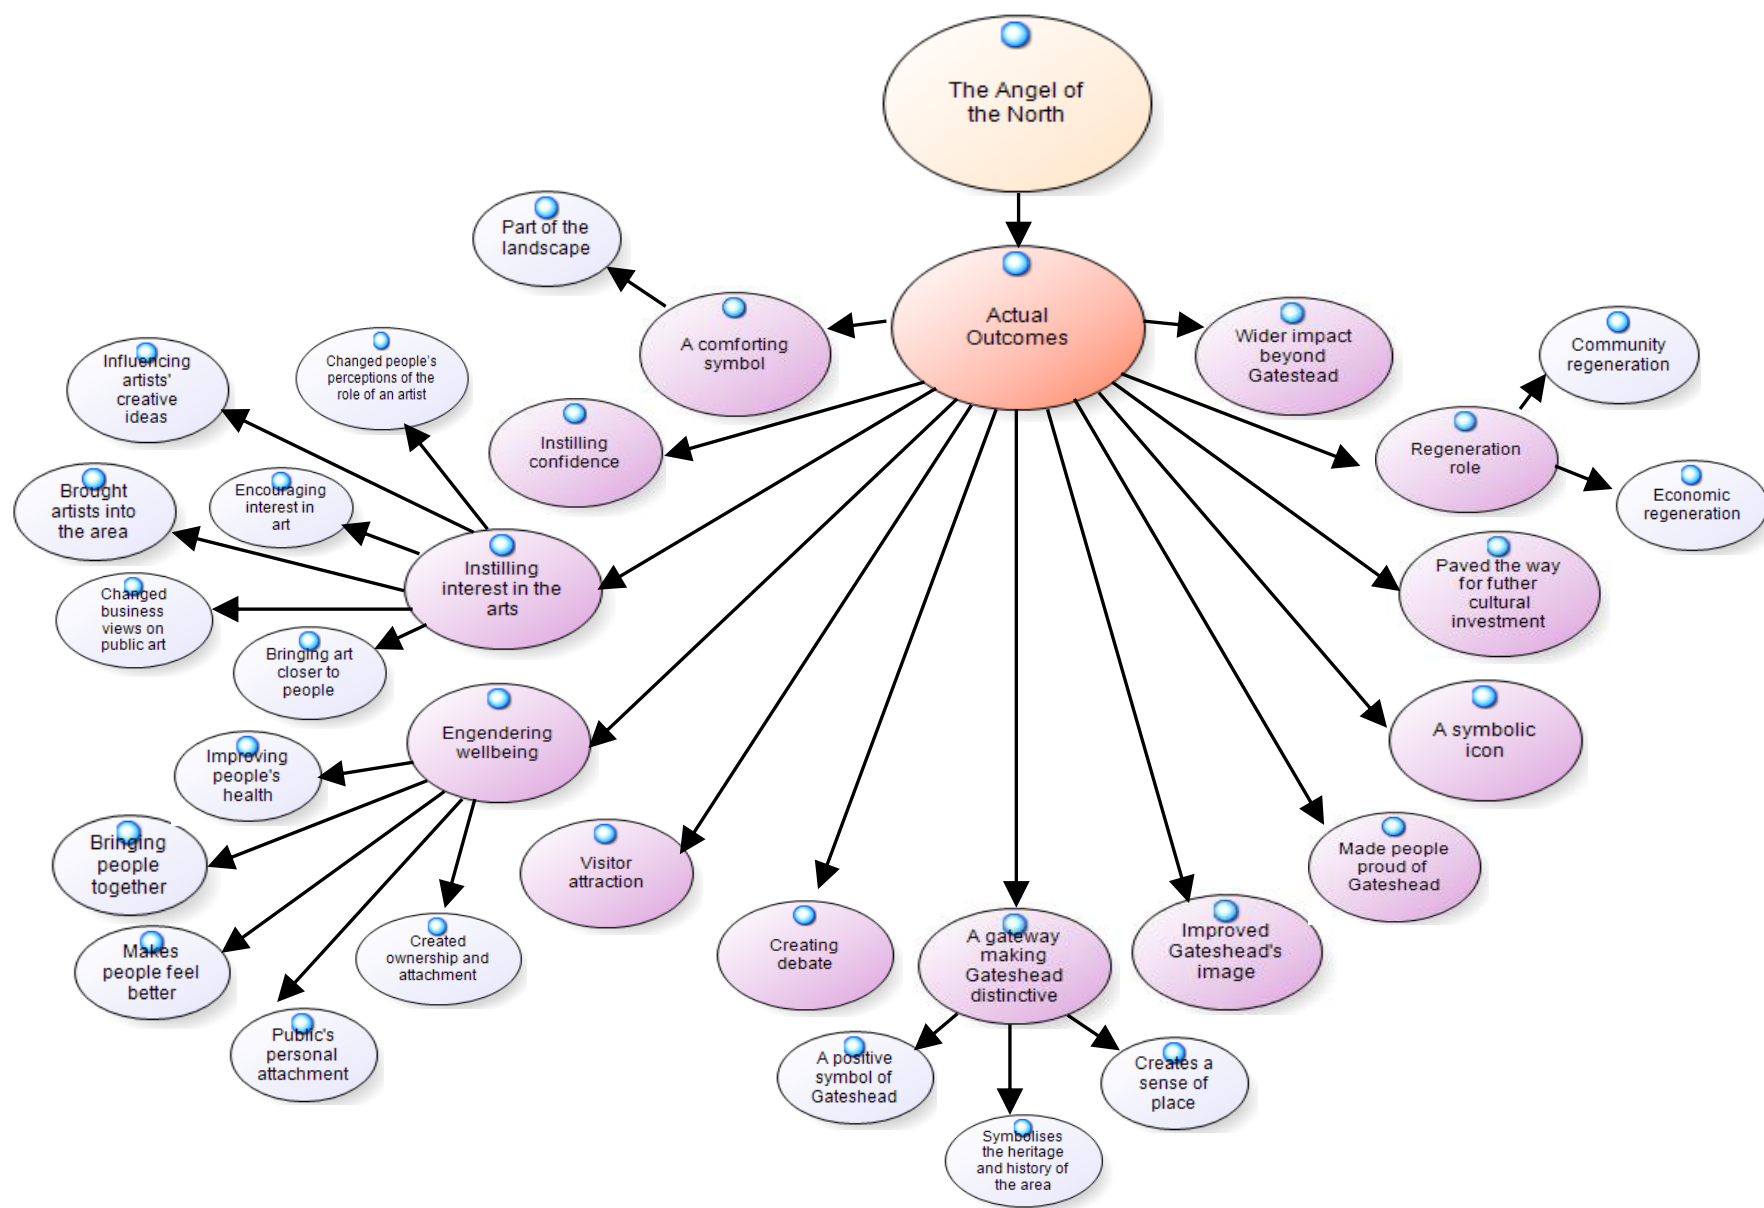 The Angel of
the North
Part of the
landscape
Actual
Outcomes
A comforting
symbol
Wider impact
beyond
Gatestead
Community
regeneration
Influencing
artists'
creative
ideas
Changed people's
perceptions of the
role of an artist
Instilling
confidence
Regeneration
role
Economic
regeneration
Brought
artists into
the area
Encouraging
interest in
art
Instilling
interest in the
arts
Paved the way
for futher
cultural
investment
Changed
business
views on
public art
Bringing art
closer to
people
Engendering
wellbeing
A symbolic
icon
Improving
people's
health
Bringing
people
together
Visitor
attraction
Made people
proud of
Gateshead
Makes
people feel
better
Created
ownership and
attachment
Creating
debate
A gateway
making
Gateshead
distinctive
Improved
Gateshead's
image
Public's
personal
attachment
A positive
symbol of
Gateshead
Creates a
sense of
place
Symbolises
the heritage
and history of
the area